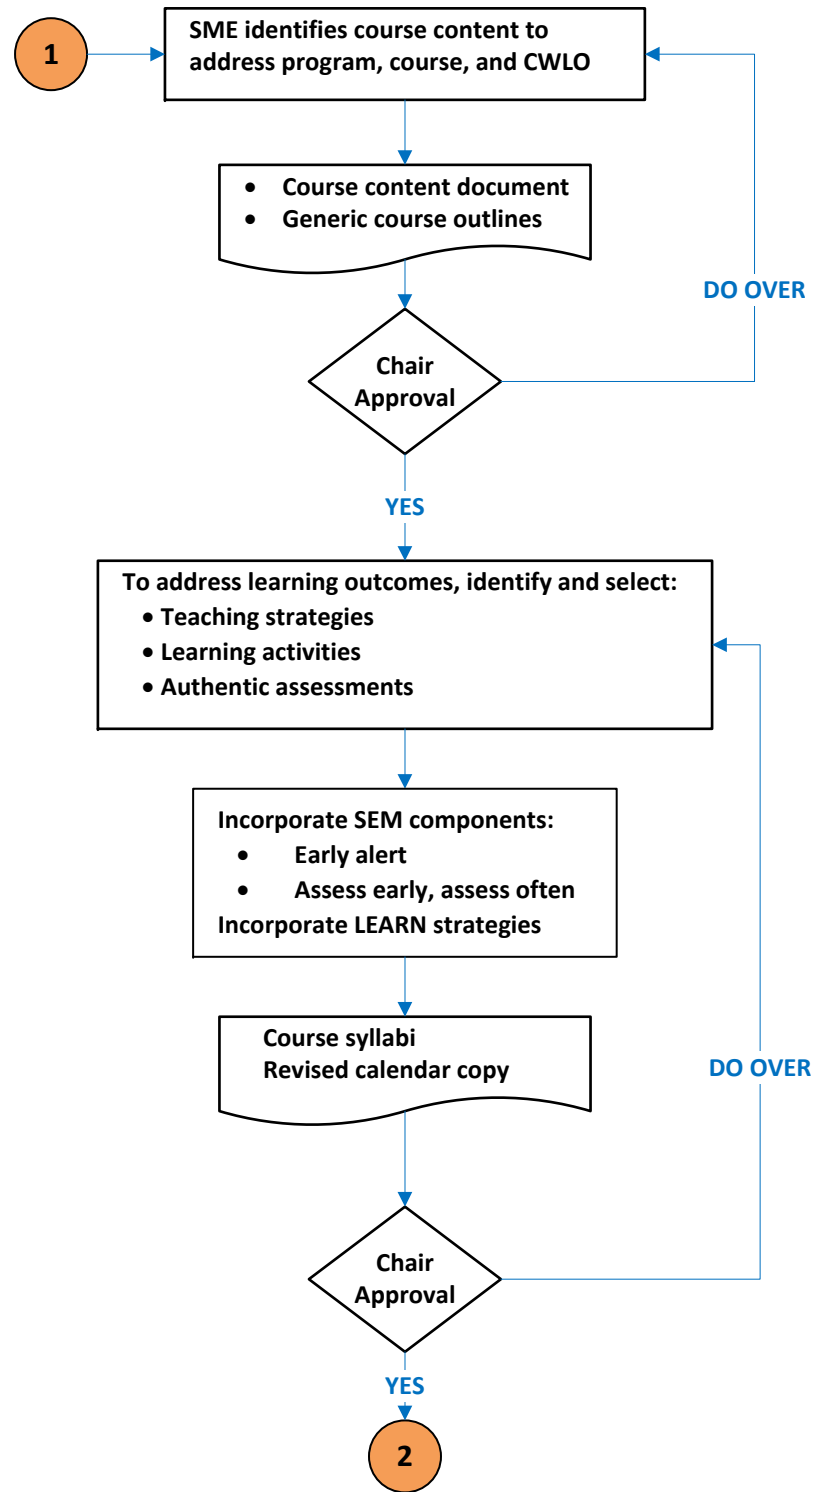 1
SME identifies course content to
address program, course, and CWLO
• Course content document
• Generic course outlines
DO OVER
Chair
Approval
YES
To address learning outcomes, identify and select:
• Teaching strategies
• Learning activities
• Authentic assessments
Incorporate SEM components:
• Early alert
• Assess early, assess often
Incorporate LEARN strategies
Course syllabi
Revised calendar copy
DO OVER
Chair
Approval
YES
2